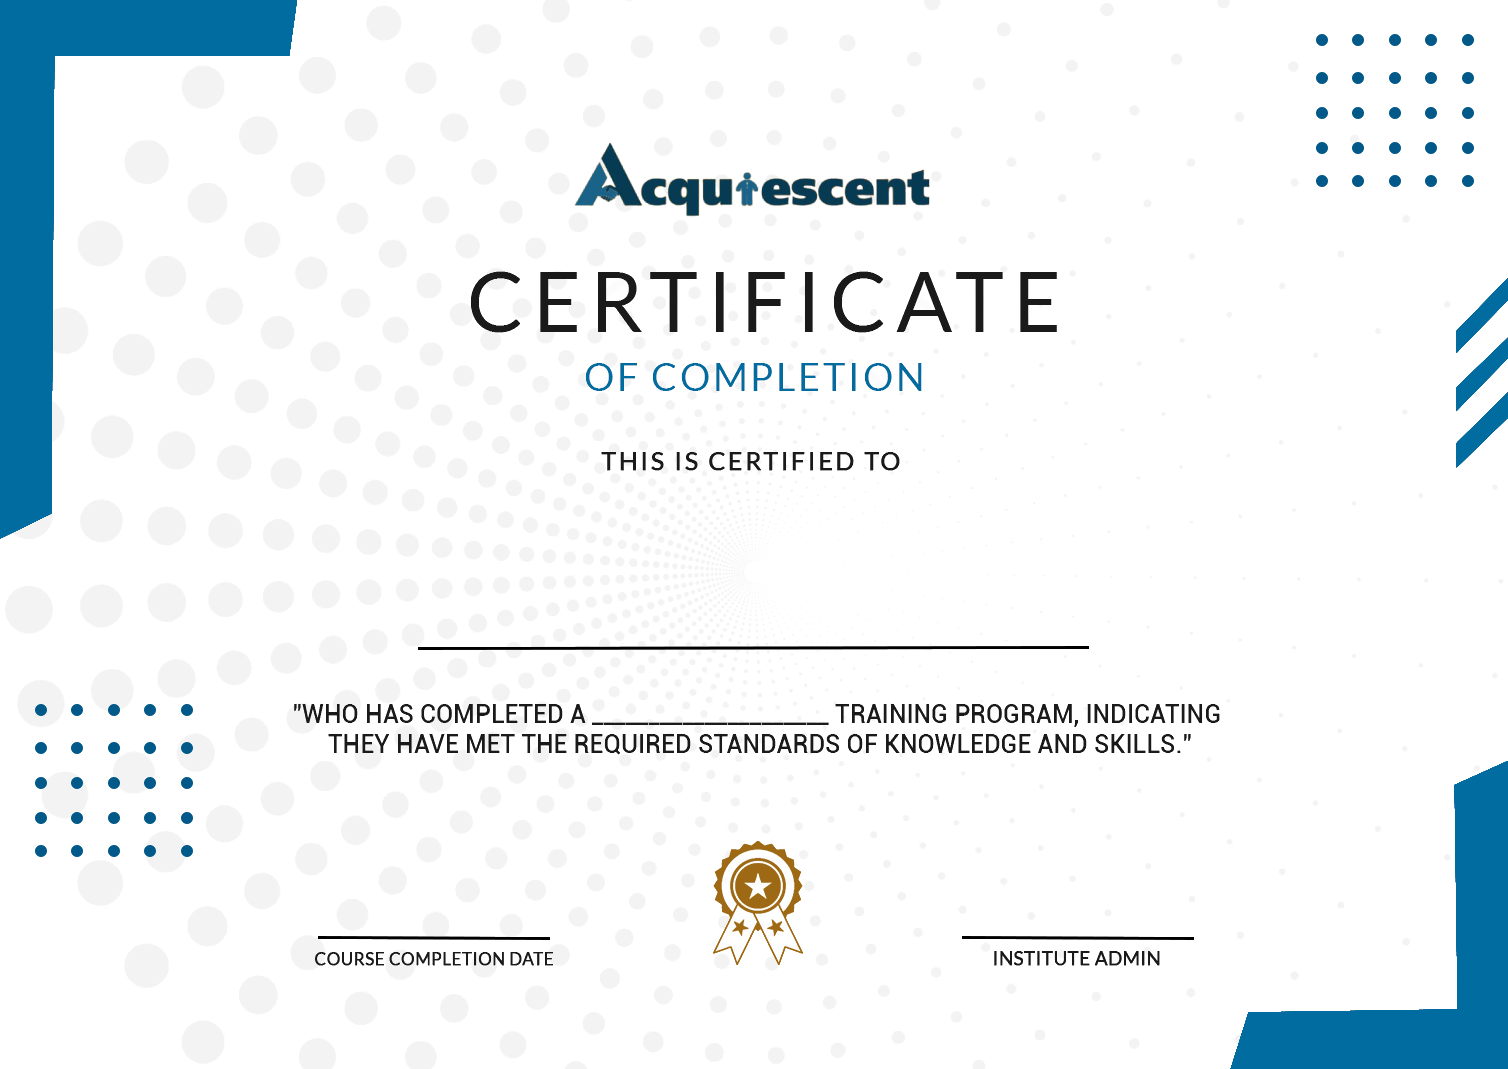 Acquiescent
CERTIFICATE
OF COMPLETION
THIS IS CERTIFIED TO
"WHO HAS COMPLETED A ____________________ TRAINING PROGRAM, INDICATING
THEY HAVE MET THE REQUIRED STANDARDS OF KNOWLEDGE AND SKILLS."
COURSE COMPLETION DATE
INSTITUTE ADMIN